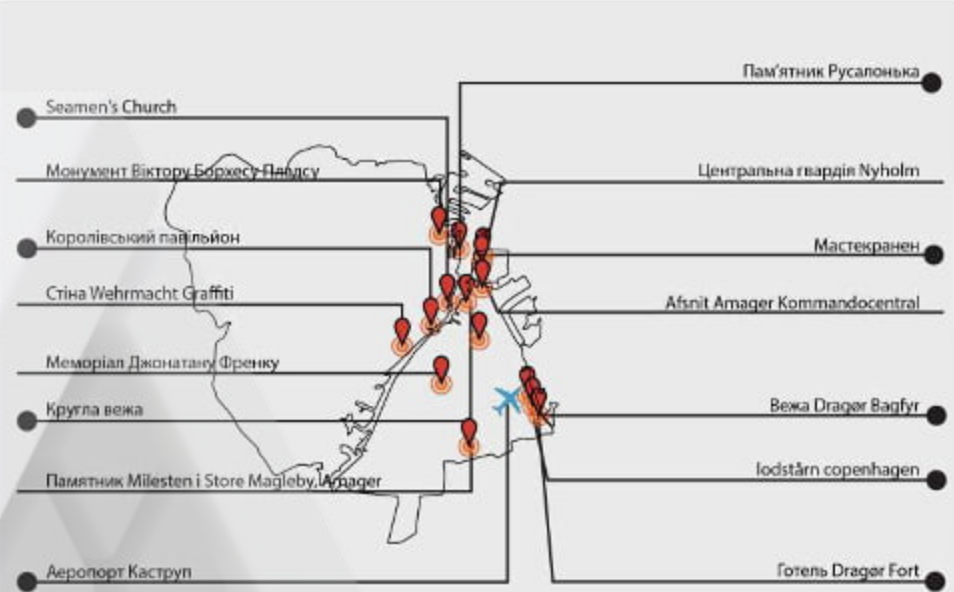 Пам'ятник Русалонька
Seamen's Church
Монумент Віктору Борхесу Пладсу
Центральна гвардія Nyholm
Королівський павільйон
Мастекранен
Стіна Wehrmacht Graffiti
Afsnit Amager Kommandocentral
Меморіал Джонатану Френку
Кругла вежа
Вежа Dragør Bagfyr
lodstårn copenhagen
Памятник Milesten і Store Magleby, Amager
Аеропорт Каструп
Готель Dragør Fort